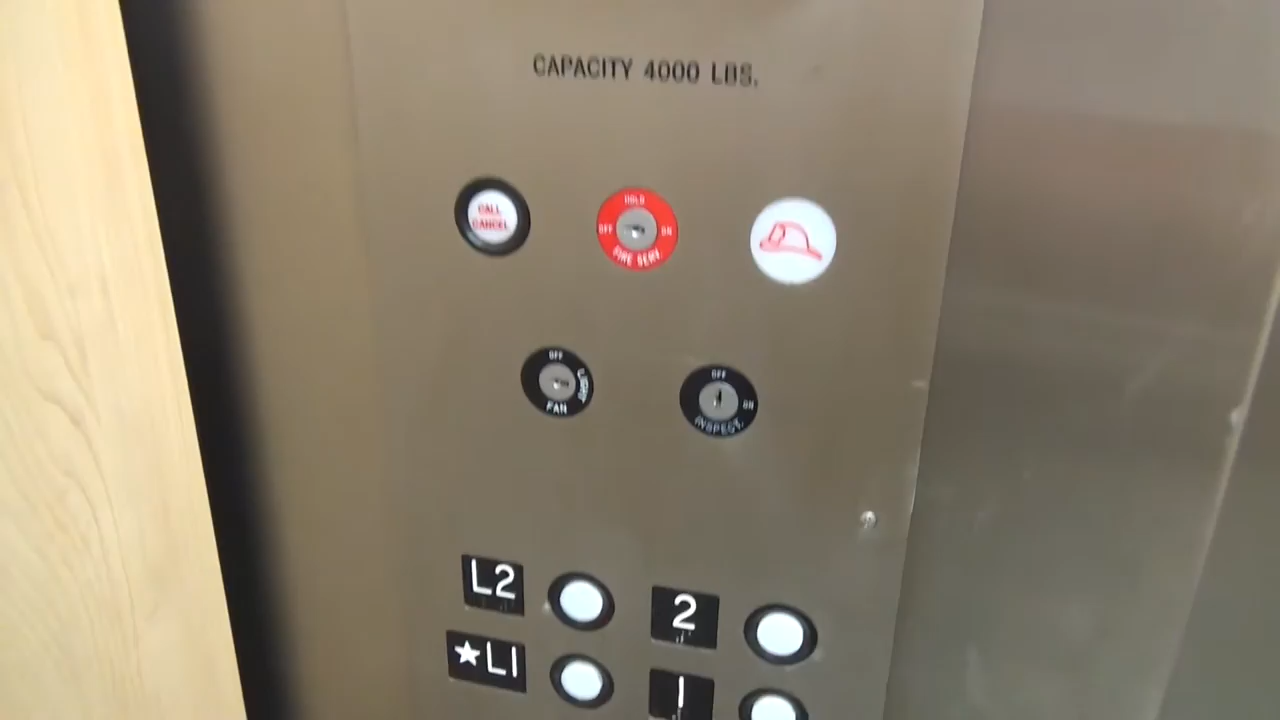 CAPACITY 4000 LBS.
CALL
CANCEL
HOLD
OFF ON
FIRE SERV.
OFF
LIGHT
FAN
OFF
ON
INSPECT.
L2
2
★L1
1